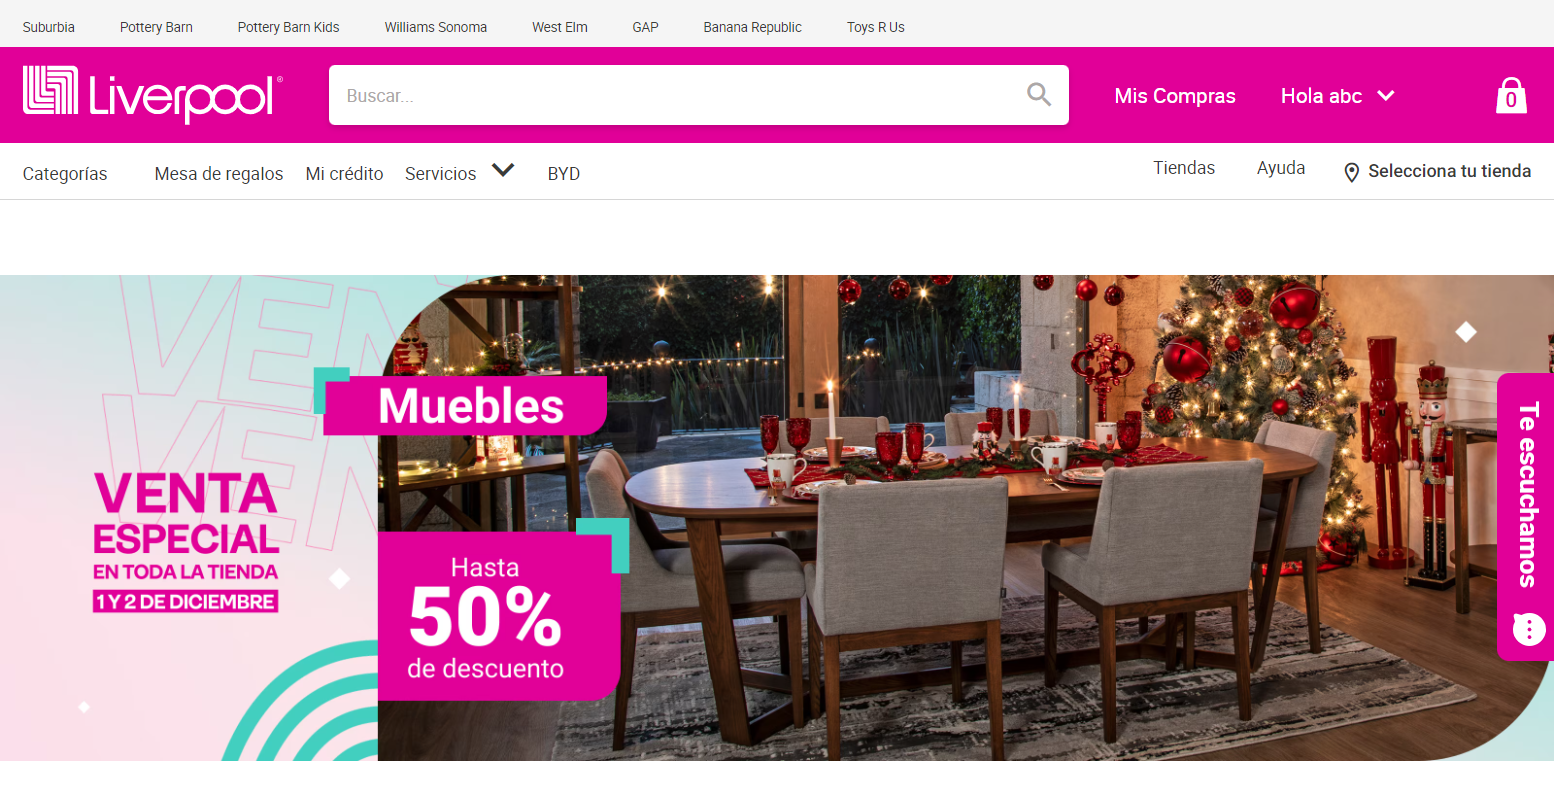 Suburbia Pottery Barn Pottery Barn Kids Williams Sonoma West Elm GAP Banana Republic Toys R Us
Liverpool® Buscar... Mis Compras Hola abc 0
Categorías Mesa de regalos Mi crédito Servicios BYD Tiendas Ayuda Selecciona tu tienda
VEN
VEN
VENTA
ESPECIAL
EN TODA LA TIENDA
1 Y 2 DE DICIEMBRE
Muebles
Hasta
50%
de descuento
Te escuchamos